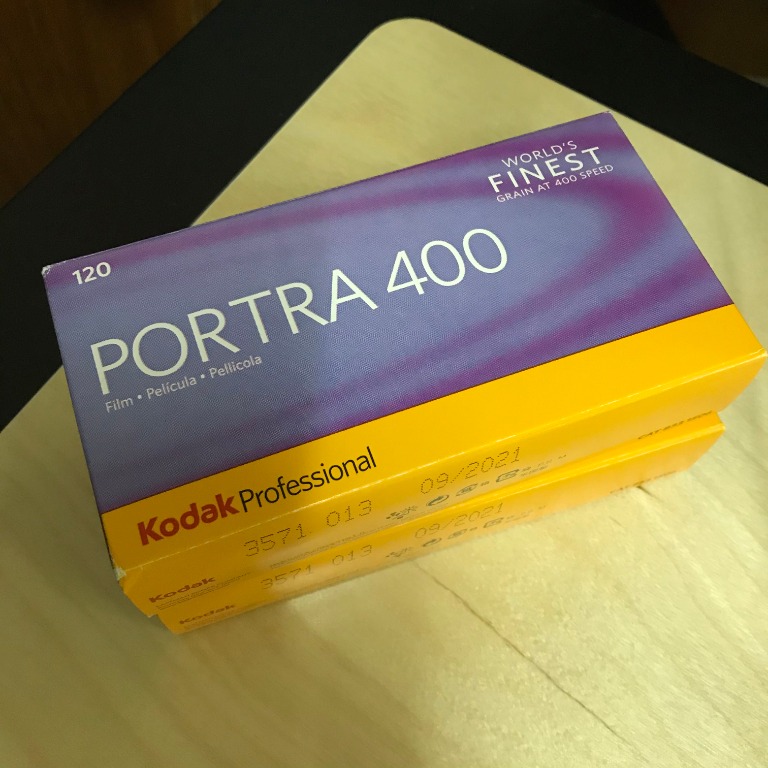 WORLD'S
FINEST
GRAIN AT 400 SPEED
120
PORTRA 400
Film • Película • Pellicola
Kodak Professional
3571 013 09/2021
Kodak
3571 013 09/2021
Kodak